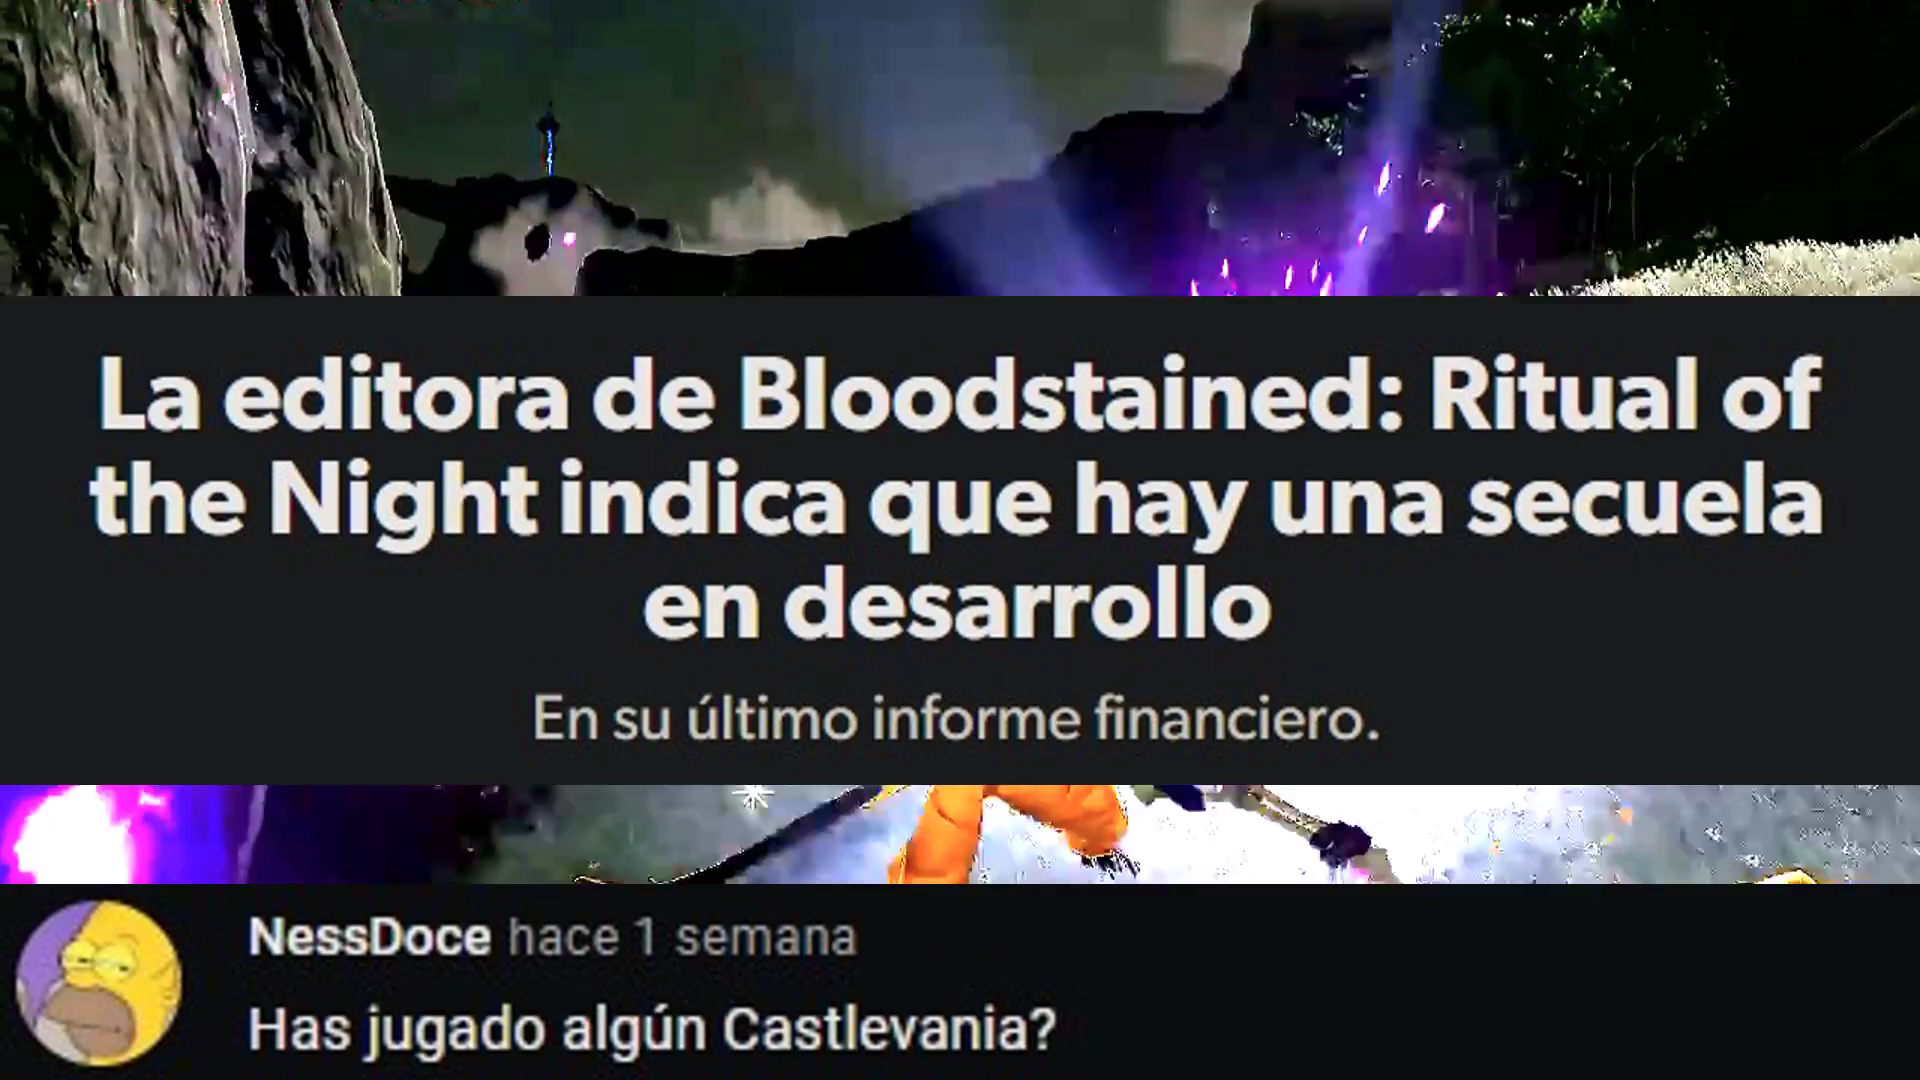 La editora de Bloodstained: Ritual of
the Night indica que hay una secuela
en desarrollo
En su último informe financiero.
NessDoce hace 1 semana
Has jugado algún Castlevania?